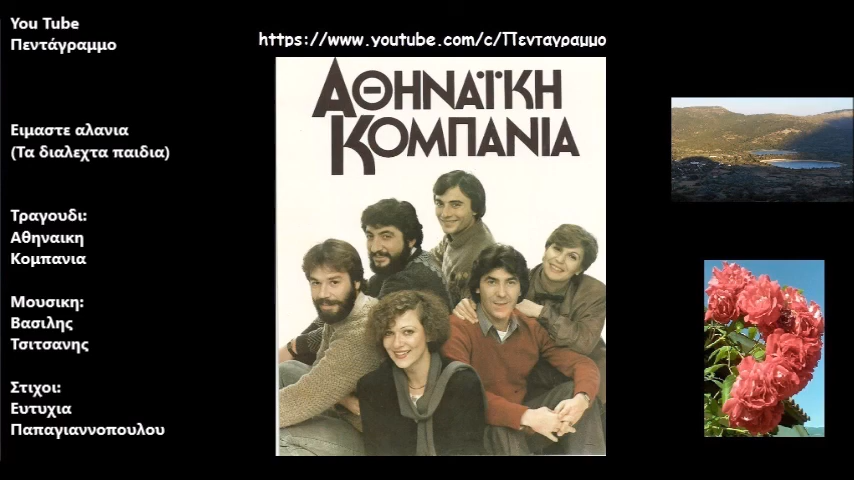 You Tube
Πεντάγραμμο
https://www.youtube.com/c/Πενταγραμμο
ΑΘΗΝΑΪΚΗ
ΚΟΜΠΑΝΙΑ
Ειμαστε αλανια
(Τα διαλεχτα παιδια)
Τραγουδι:
Αθηναικη
Κομπανια
Μουσικη:
Βασιλης
Τσιτσανης
Στιχοι:
Ευτυχια
Παπαγιαννοπουλου